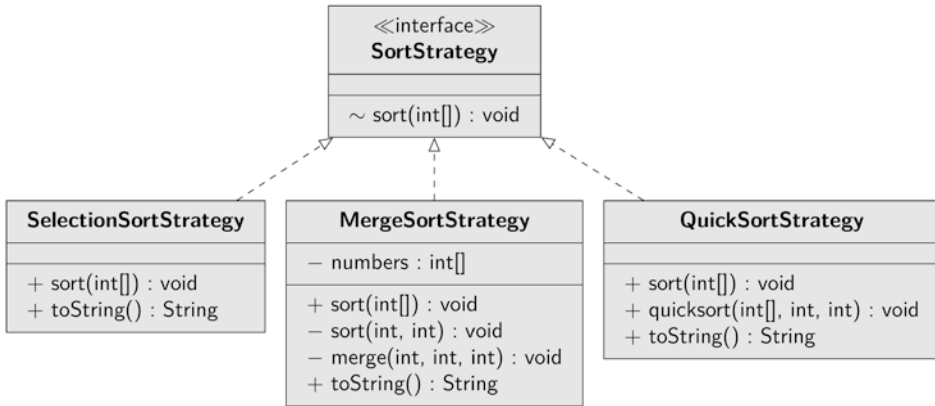 ≪interface≫
SortStrategy
~ sort(int[]) : void
SelectionSortStrategy
+ sort(int[]) : void
+ toString() : String
MergeSortStrategy
− numbers : int[]
+ sort(int[]) : void
− sort(int, int) : void
− merge(int, int, int) : void
+ toString() : String
QuickSortStrategy
+ sort(int[]) : void
+ quicksort(int[], int, int) : void
+ toString() : String